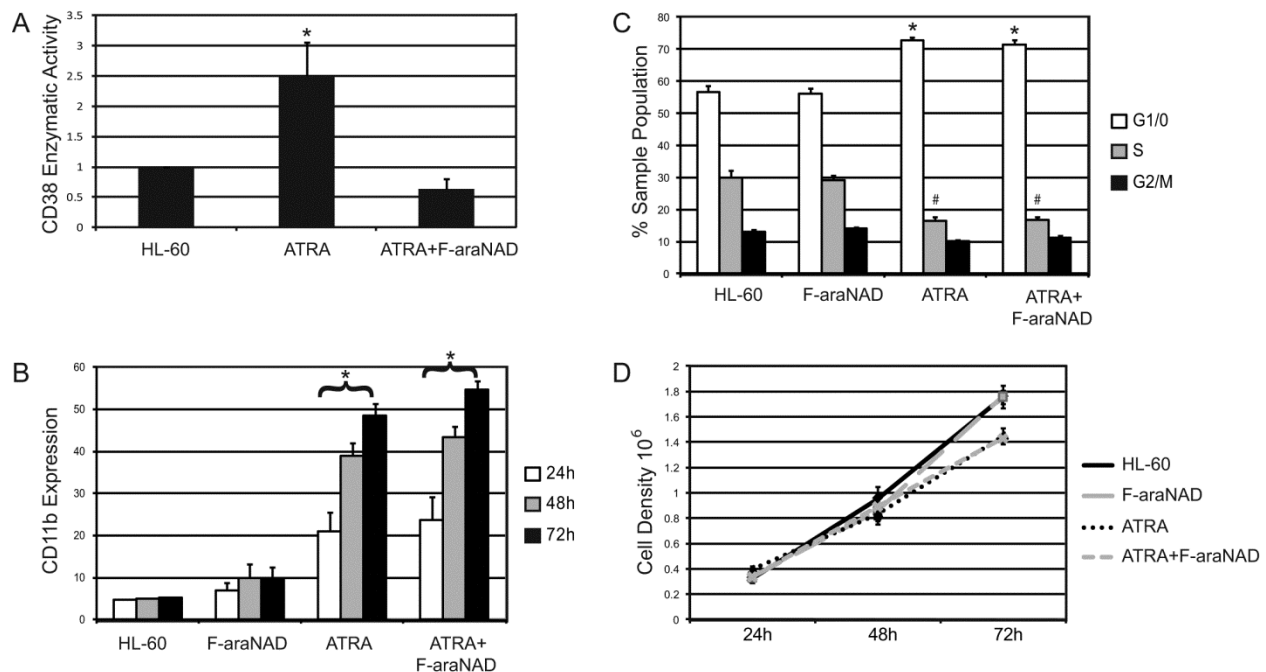 A
CD38 Enzymatic Activity
3.5
3
2.5
2
1.5
1
0.5
0
*
HL-60 ATRA ATRA+F-araNAD
B
CD11b Expression
60
50
40
30
20
10
0
* *
HL-60 F-araNAD ATRA ATRA+
F-araNAD
24h
48h
72h
C
% Sample Population
80
70
60
50
40
30
20
10
0
* *
# #
HL-60 F-araNAD ATRA ATRA+
F-araNAD
G1/0
S
G2/M
D
Cell Density 10⁶
2
1.8
1.6
1.4
1.2
1
0.8
0.6
0.4
0.2
0
24h 48h 72h
HL-60
F-araNAD
ATRA
ATRA+F-araNAD